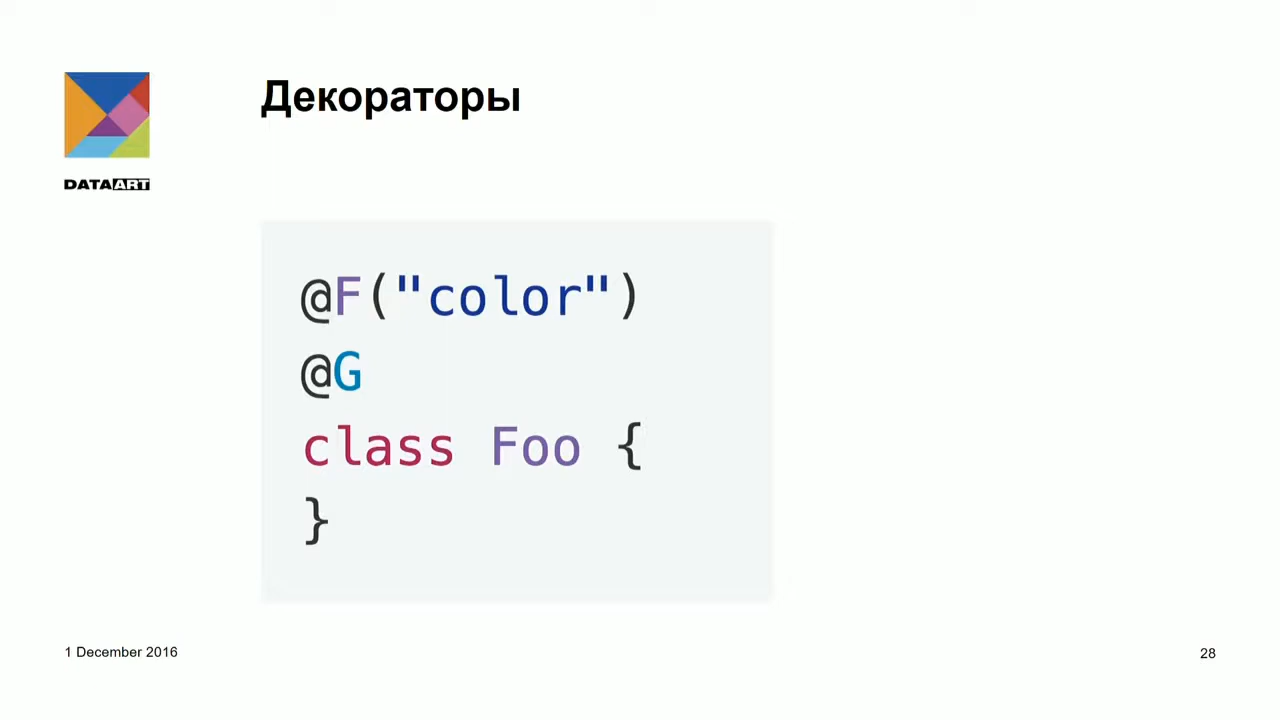 Декораторы
DATAART
@F("color")
@G
class Foo {
}
1 December 2016
28